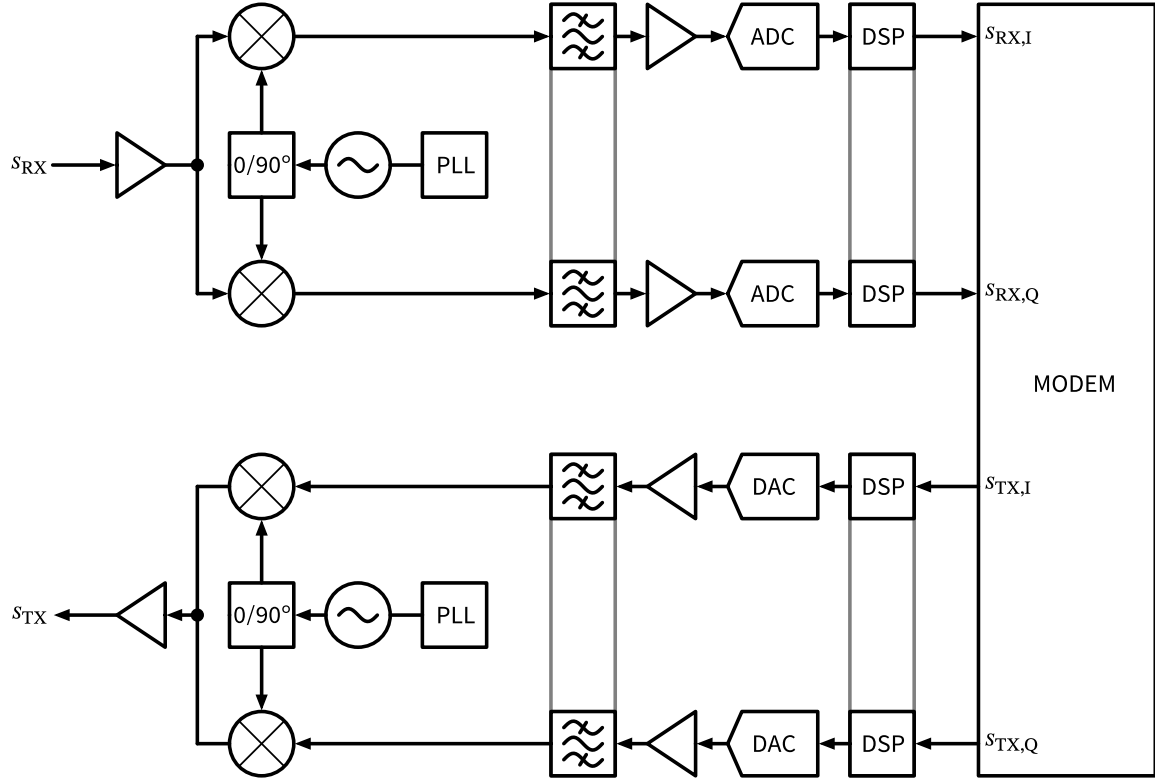 ADC
DSP
s_RX,I
s_RX
0/90°
PLL
ADC
DSP
s_RX,Q
MODEM
DAC
DSP
s_TX,I
s_TX
0/90°
PLL
DAC
DSP
s_TX,Q